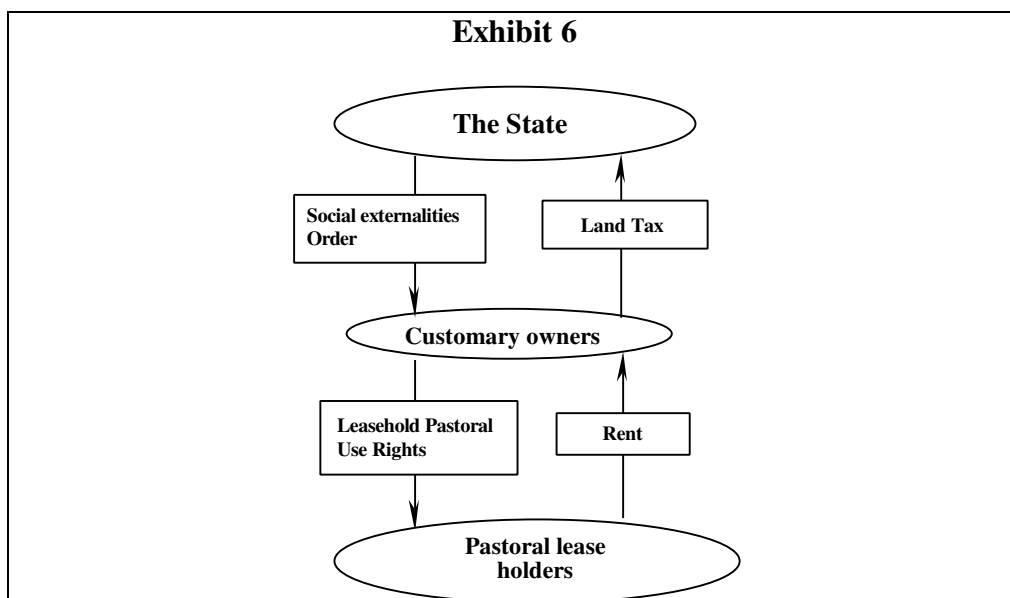 Exhibit 6
The State
Social externalities
Order
Land Tax
Customary owners
Leasehold Pastoral
Use Rights
Rent
Pastoral lease
holders